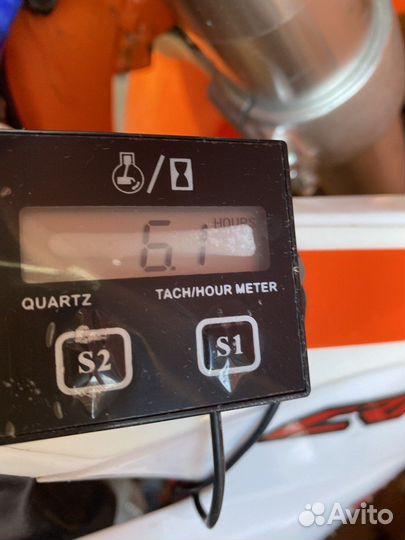 HOURS
6.1
QUARTZ TACH/HOUR METER
S2 S1
Avito